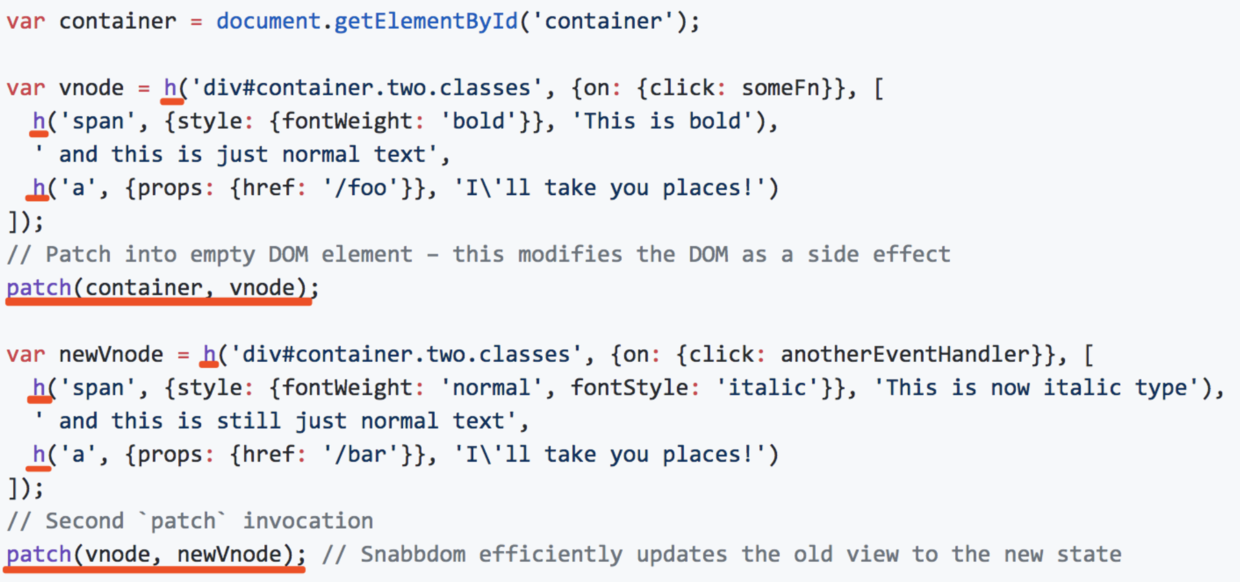 var container = document.getElementById('container');
var vnode = h('div#container.two.classes', {on: {click: someFn}}, [
h('span', {style: {fontWeight: 'bold'}}, 'This is bold'),
' and this is just normal text',
h('a', {props: {href: '/foo'}}, 'I\'ll take you places!')
]);
// Patch into empty DOM element – this modifies the DOM as a side effect
patch(container, vnode);
var newVnode = h('div#container.two.classes', {on: {click: anotherEventHandler}}, [
h('span', {style: {fontWeight: 'normal', fontStyle: 'italic'}}, 'This is now italic type'),
' and this is still just normal text',
h('a', {props: {href: '/bar'}}, 'I\'ll take you places!')
]);
// Second `patch` invocation
patch(vnode, newVnode); // Snabbdom efficiently updates the old view to the new state